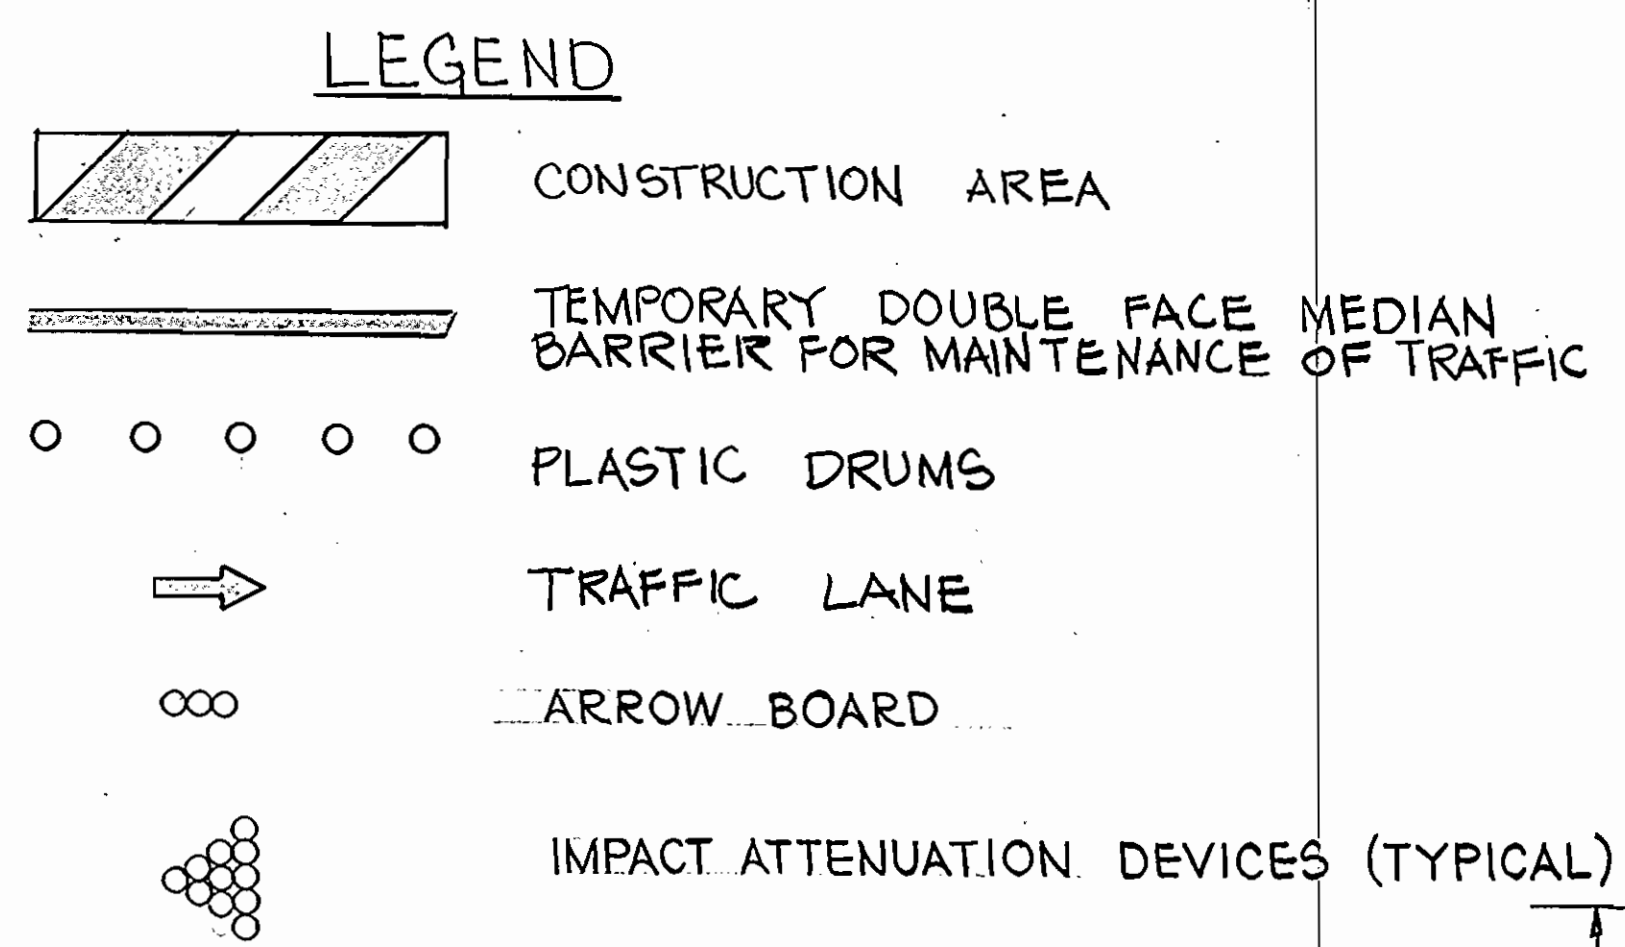 LEGEND
CONSTRUCTION AREA
TEMPORARY DOUBLE FACE MEDIAN
BARRIER FOR MAINTENANCE OF TRAFFIC
PLASTIC DRUMS
TRAFFIC LANE
ARROW BOARD
IMPACT ATTENUATION DEVICES (TYPICAL)